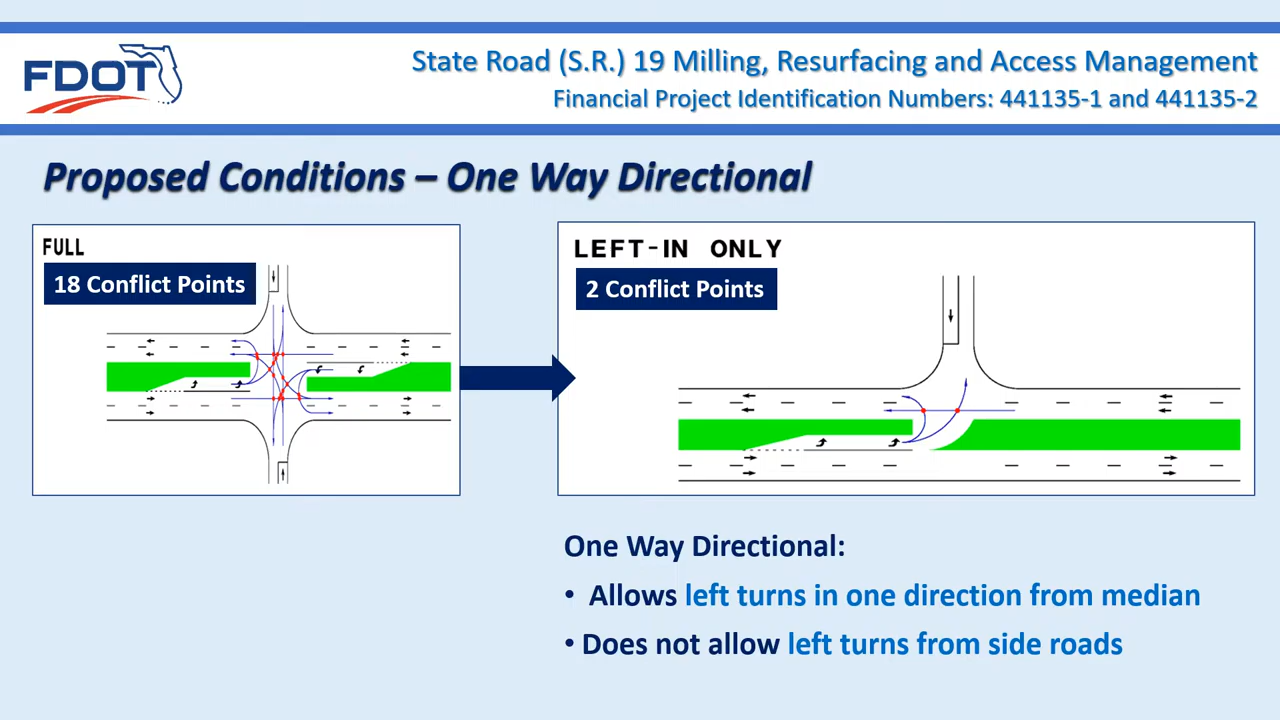 FDOT
State Road (S.R.) 19 Milling, Resurfacing and Access Management
Financial Project Identification Numbers: 441135-1 and 441135-2
Proposed Conditions – One Way Directional
FULL
18 Conflict Points
LEFT-IN ONLY
2 Conflict Points
One Way Directional:
• Allows left turns in one direction from median
• Does not allow left turns from side roads